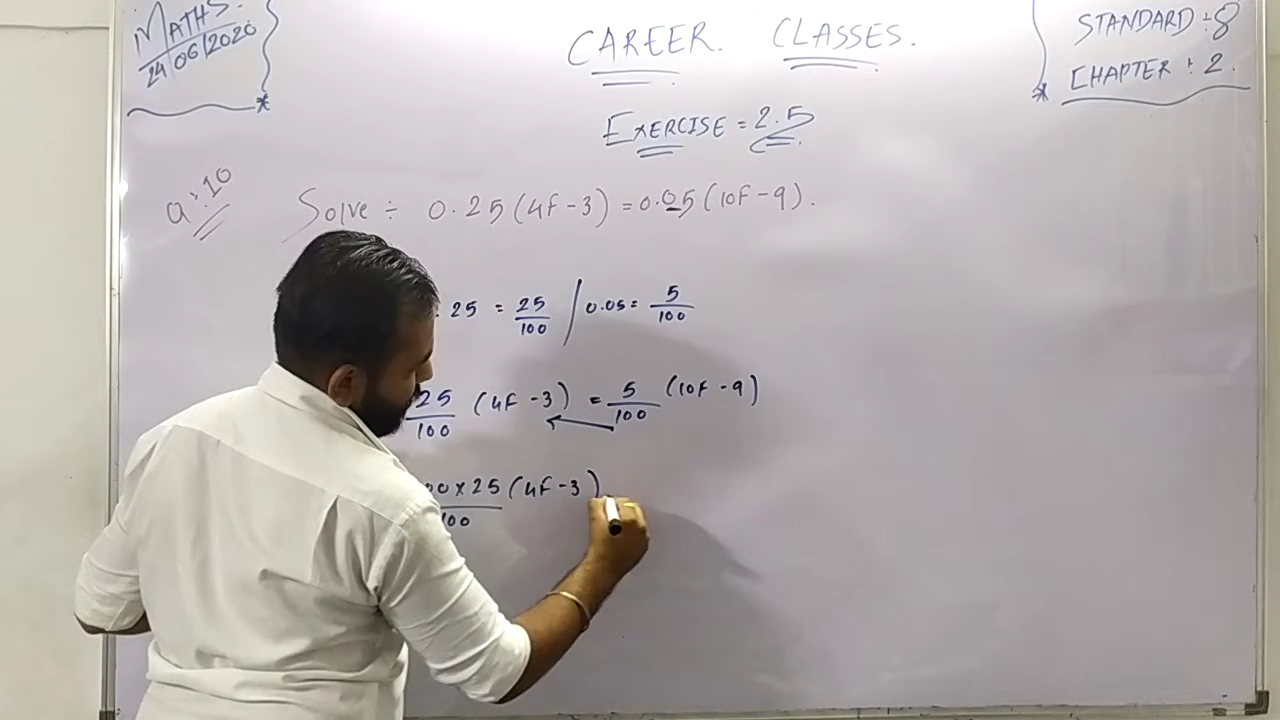 MATHS.
24/06/2020
CAREER. CLASSES.
STANDARD :- 8
CHAPTER : 2.
EXERCISE = 2.5
Q:.10
Solve ÷ 0.25(4f-3) = 0.05(10f-9).
. 25 = 25/100 / 0.05 = 5/100
25/100 (4f-3) = 5/100 (10f-9)
00 x 25 (4f-3)
100